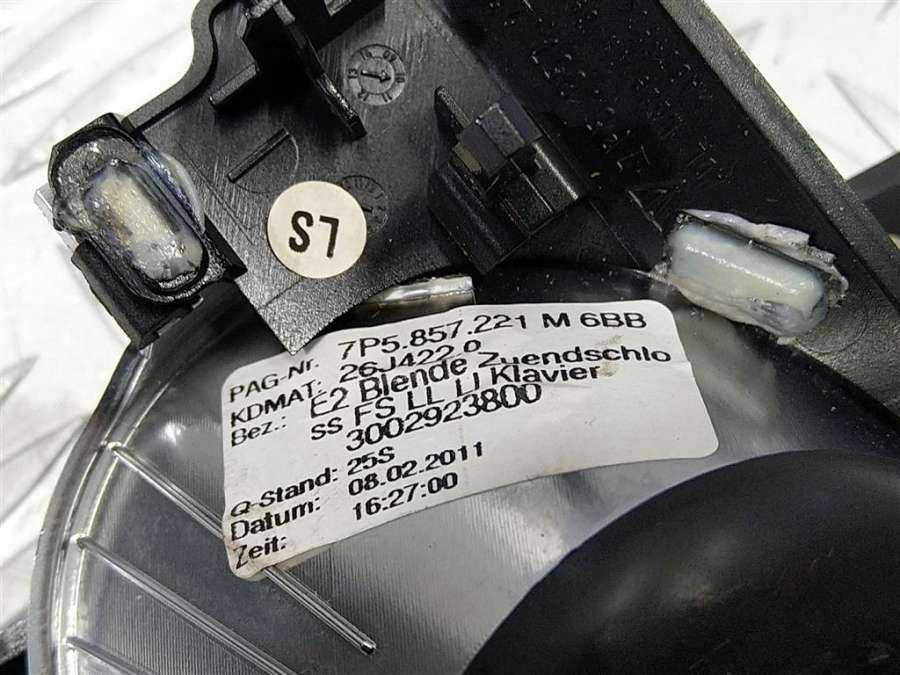 LS
PAG-Nr. 7P5.857.221 M 6BB
KDMAT: 26J422.0
Bez.: E2 Blende Zuendschlo
ss FS LL LI Klavier
3002923800
Q-Stand: 25S
Datum: 08.02.2011
Zeit: 16:27:00